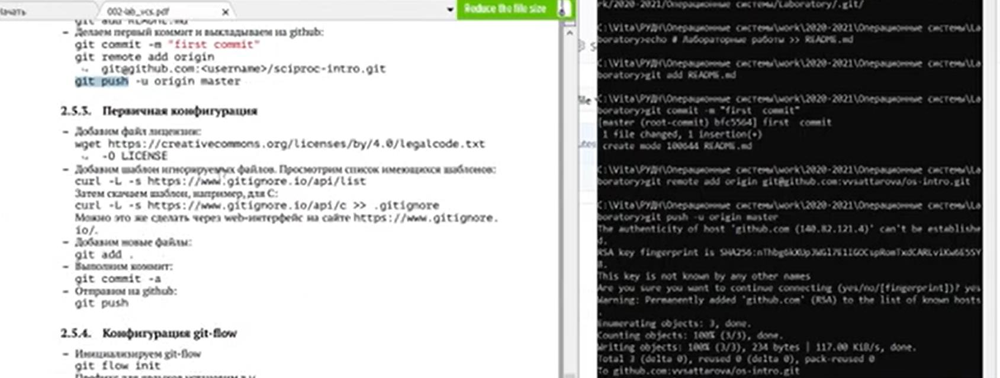 начать
002-lab_vcs.pdf
Reduce the file size
git add README.md
– Делаем первый коммит и выкладываем на github:
git commit -m "first commit"
git remote add origin
git@github.com:<username>/sciproc-intro.git
git push -u origin master
2.5.3. Первичная конфигурация
– Добавим файл лицензии:
wget https://creativecommons.org/licenses/by/4.0/legalcode.txt
-O LICENSE
– Добавим шаблон игнорируемых файлов. Просмотрим список имеющихся шаблонов:
curl -L -s https://www.gitignore.io/api/list
Затем скачаем шаблон, например, для C:
curl -L -s https://www.gitignore.io/api/c >> .gitignore
Можно это же сделать через web-интерфейс на сайте https://www.gitignore.
io/.
– Добавим новые файлы:
git add .
– Выполним коммит:
git commit -a
– Отправим на github:
git push
2.5.4. Конфигурация git-flow
– Инициализируем git-flow
git flow init
Префикс для ярлыков установим в v
rk/2020-2021/Операционные системы/Laboratory/.git/
C:\Vita\РУДН\Операционные системы\work\2020-2021\Операционные системы\La
boratory>echo # Лабораторные работы >> README.md
C:\Vita\РУДН\Операционные системы\work\2020-2021\Операционные системы\La
boratory>git add README.md
C:\Vita\РУДН\Операционные системы\work\2020-2021\Операционные системы\La
boratory>git commit -m "first  commit"
[master (root-commit) bfc5564] first  commit
1 file changed, 1 insertion(+)
create mode 100644 README.md
C:\Vita\РУДН\Операционные системы\work\2020-2021\Операционные системы\La
boratory>git remote add origin git@github.com:vvsattarova/os-intro.git
C:\Vita\РУДН\Операционные системы\work\2020-2021\Операционные системы\La
boratory>git push -u origin master
The authenticity of host 'github.com (140.82.121.4)' can't be establishe
d.
RSA key fingerprint is
This key is not known by any other names
Are you sure you want to continue connecting (yes/no/[fingerprint])? yes
Warning: Permanently added 'github.com' (RSA) to the list of known hosts
.
Enumerating objects: 3, done.
Counting objects: 100% (3/3), done.
Writing objects: 100% (3/3), 234 bytes | 117.00 KiB/s, done.
Total 3 (delta 0), reused 0 (delta 0), pack-reused 0
To github.com:vvsattarova/os-intro.git